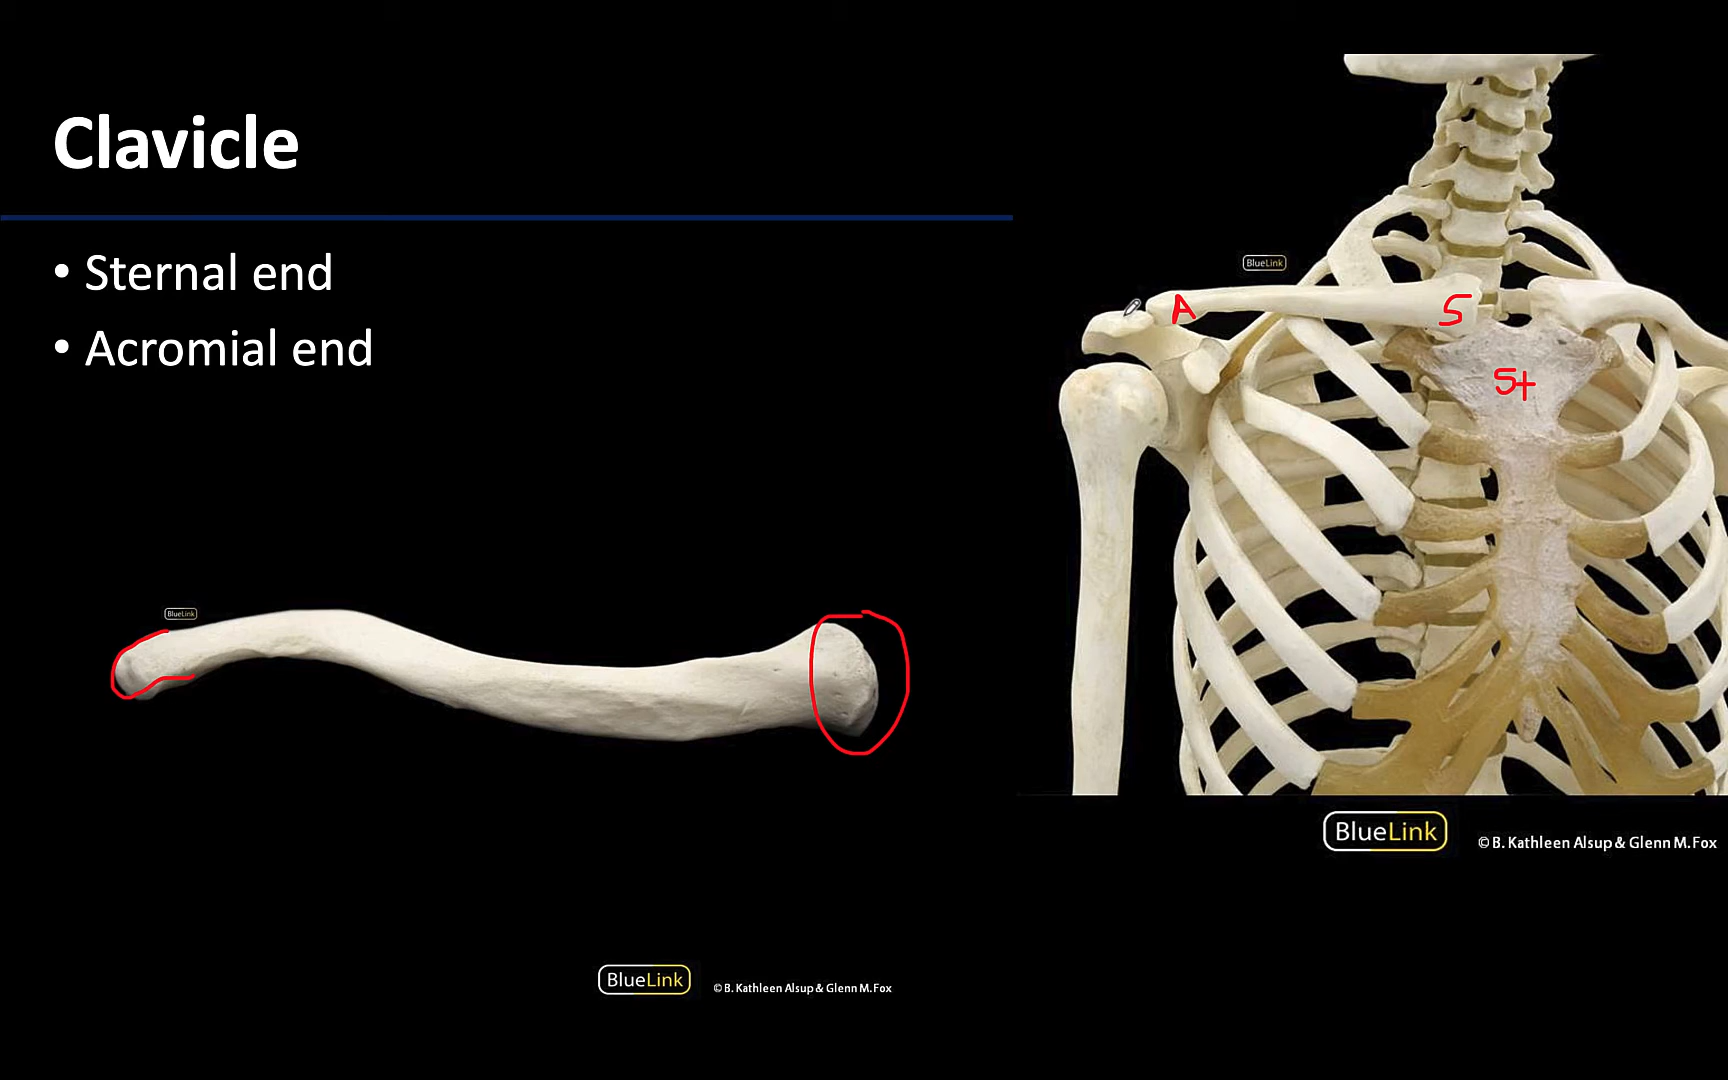 Clavicle
• Sternal end
• Acromial end
BlueLink
A
S
St
BlueLink
BlueLink
© B. Kathleen Alsup & Glenn M. Fox
BlueLink
© B. Kathleen Alsup & Glenn M. Fox